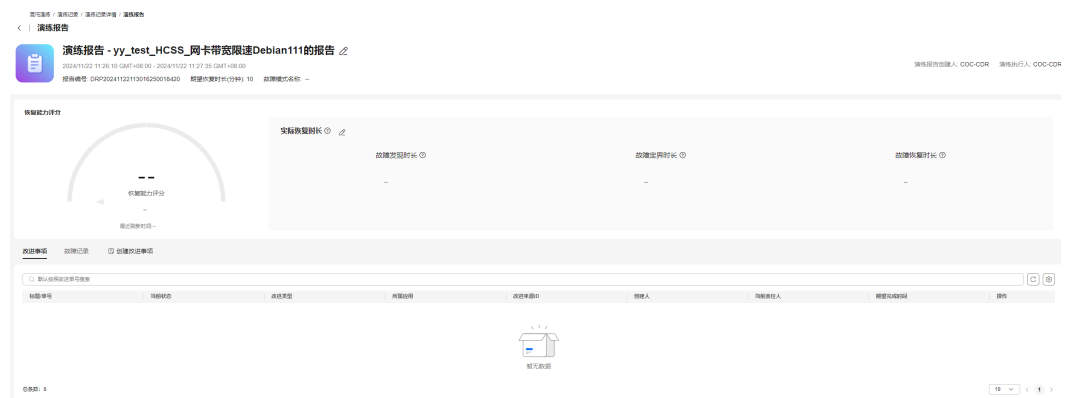 混沌演练 / 演练记录 / 演练记录详情 / 演练报告
演练报告
演练报告 - yy_test_HCSS_网卡带宽限速Debian111的报告
2024/11/22 11:26:10 GMT+08:00 - 2024/11/22 11:27:35 GMT+08:00
报告编号: DRP20241122113016250018420 期望恢复时长(分钟): 10 故障模式名称: --
演练报告创建人: COC-CDR 演练执行人: COC-CDR
恢复能力评分
--
恢复能力评分
--
最近刷新时间--
实际恢复时长
故障发现时长 故障定界时长 故障恢复时长
-- -- --
改进事项 故障记录 创建改进事项
默认按照改进单号搜索
标题/单号 当前状态 改进类型 所属应用 改进来源ID 创建人 当前责任人 期望完成时间 操作
暂无数据
总条数: 0
10 < 1 >